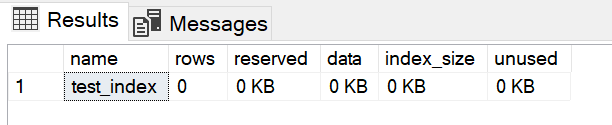 Results Messages
name rows reserved data index_size unused
1 test_index 0 0 KB 0 KB 0 KB 0 KB